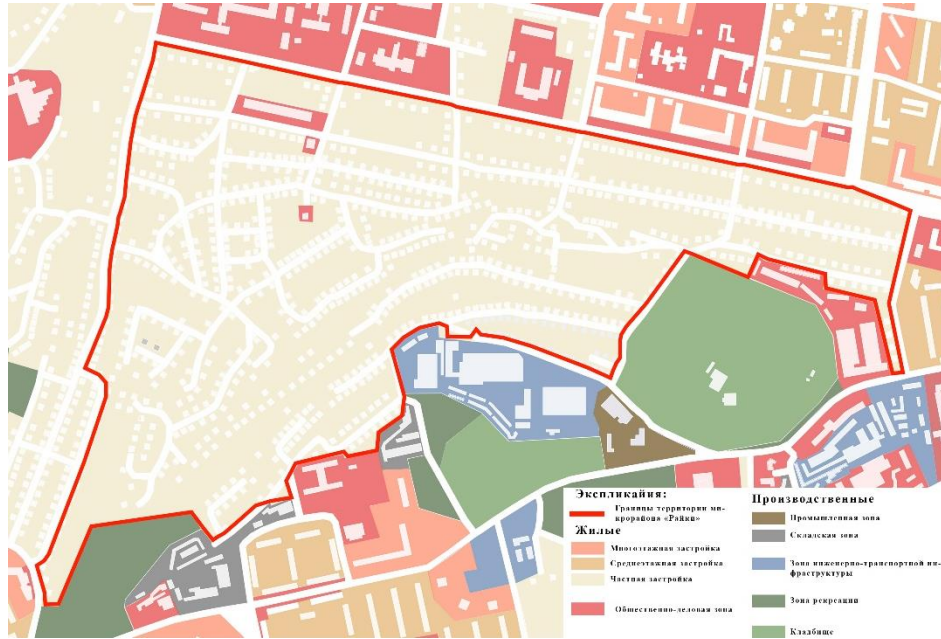 Экспликайия:
Границы территории ми-
крорайона «Райки»
Жилые
Многоэтажная застройка
Среднеэтажная застройка
Частная застройка
Общественно-деловая зона
Производственные
Промышленная зона
Складская зона
Зона инженерно-транспортной ин-
фраструктуры
Зона рекреации
Кладбище